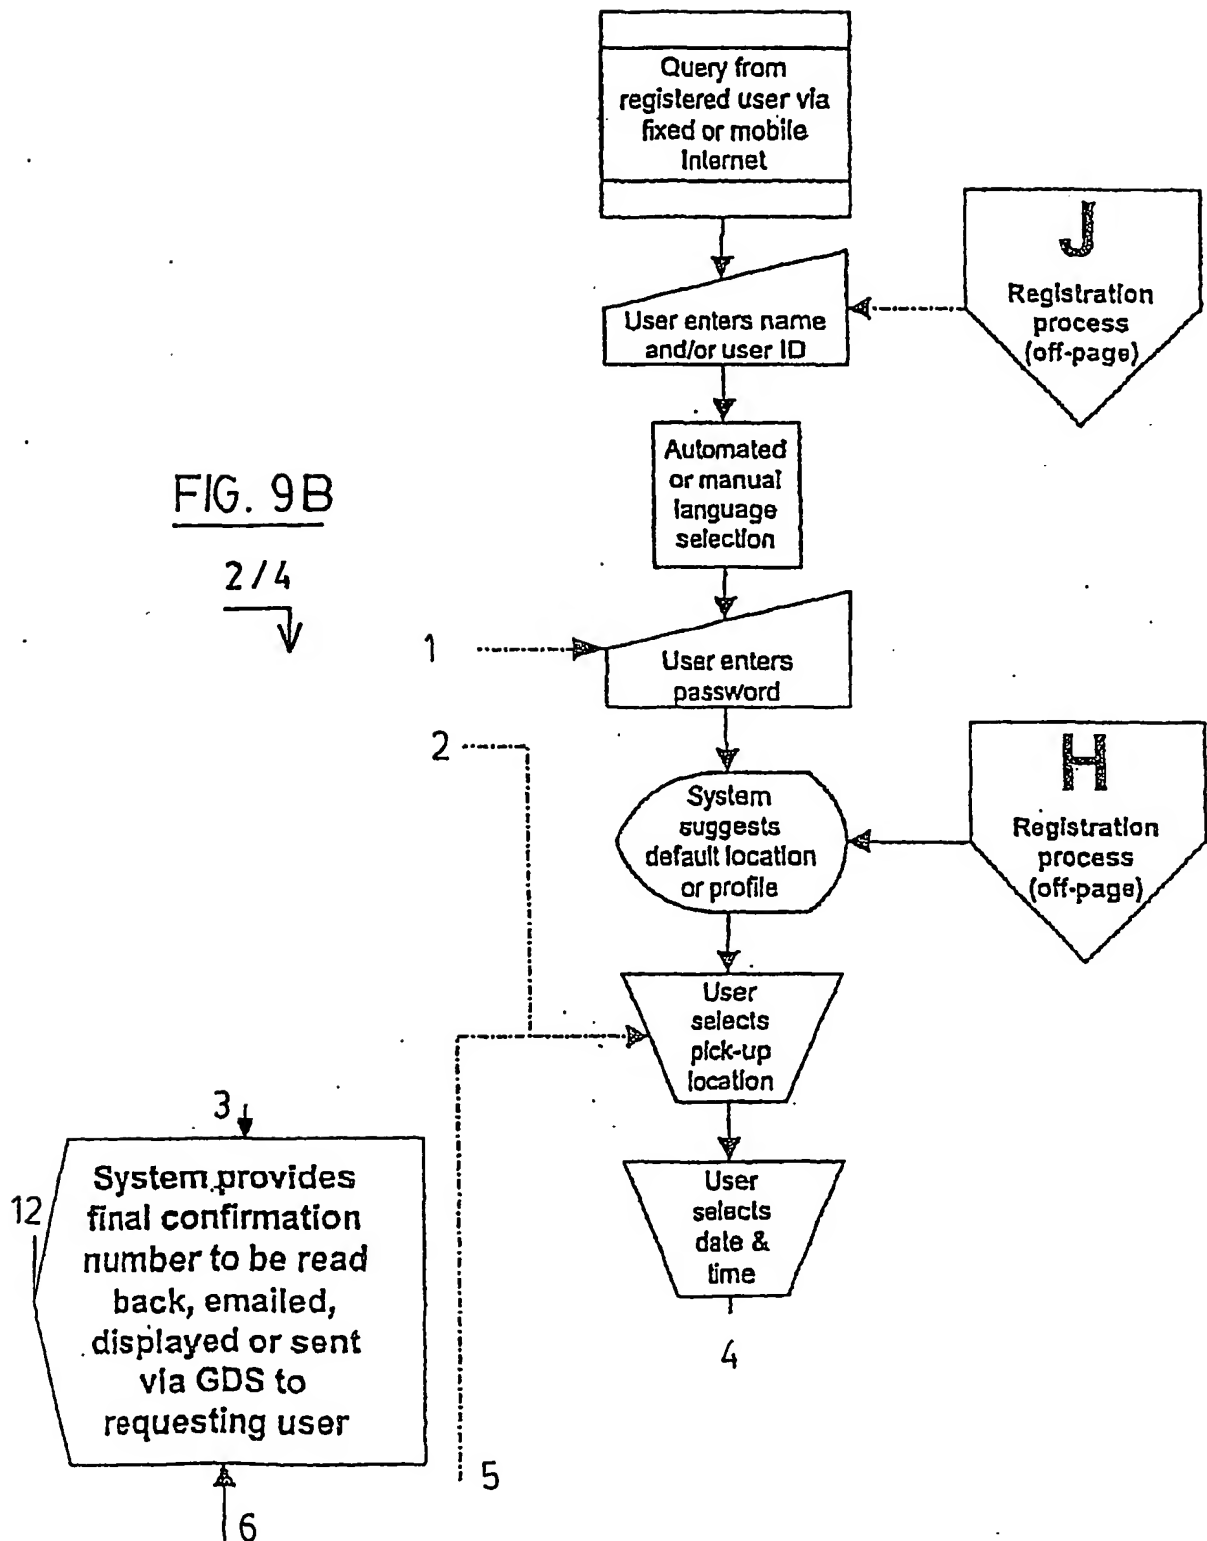 Query from
registered user via
fixed or mobile
Internet
J
Registration
process
(off-page)
User enters name
and/or user ID
Automated
or manual
language
selection
FIG. 9B
2/4
1
User enters
password
2
H
Registration
process
(off-page)
System
suggests
default location
or profile
User
selects
pick-up
location
3
12
System provides
final confirmation
number to be read
back, emailed,
displayed or sent
via GDS to
requesting user
User
selects
date &
time
4
5
6